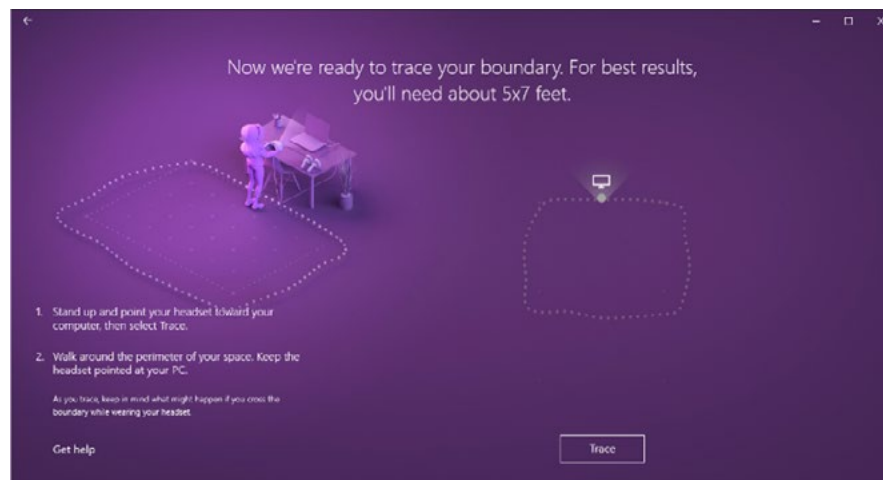 Now we're ready to trace your boundary. For best results,
you'll need about 5x7 feet.
1. Stand up and point your headset toward your
computer, then select Trace.
2. Walk around the perimeter of your space. Keep the
headset pointed at your PC.
As you trace, keep in mind what might happen if you cross the
boundary while wearing your headset.
Get help
Trace